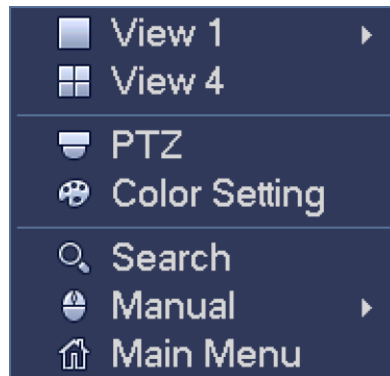 View 1
View 4
PTZ
Color Setting
Search
Manual
Main Menu